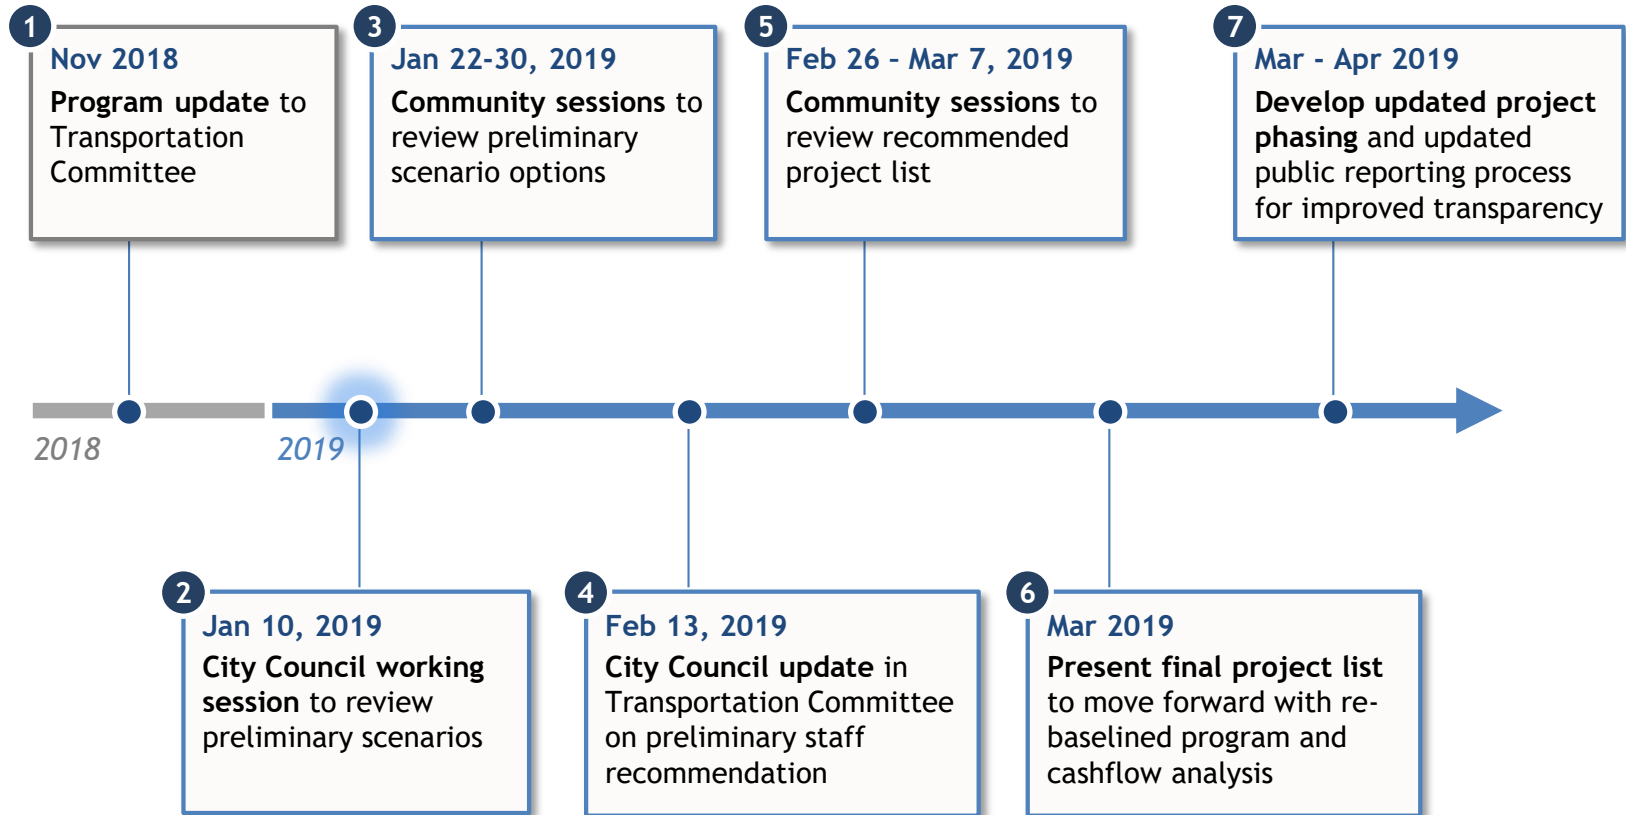 1
Nov 2018
Program update to
Transportation
Committee
3
Jan 22-30, 2019
Community sessions to
review preliminary
scenario options
5
Feb 26 – Mar 7, 2019
Community sessions to
review recommended
project list
7
Mar - Apr 2019
Develop updated project
phasing and updated
public reporting process
for improved transparency
2018
2019
2
Jan 10, 2019
City Council working
session to review
preliminary scenarios
4
Feb 13, 2019
City Council update in
Transportation Committee
on preliminary staff
recommendation
6
Mar 2019
Present final project list
to move forward with re-
baselined program and
cashflow analysis